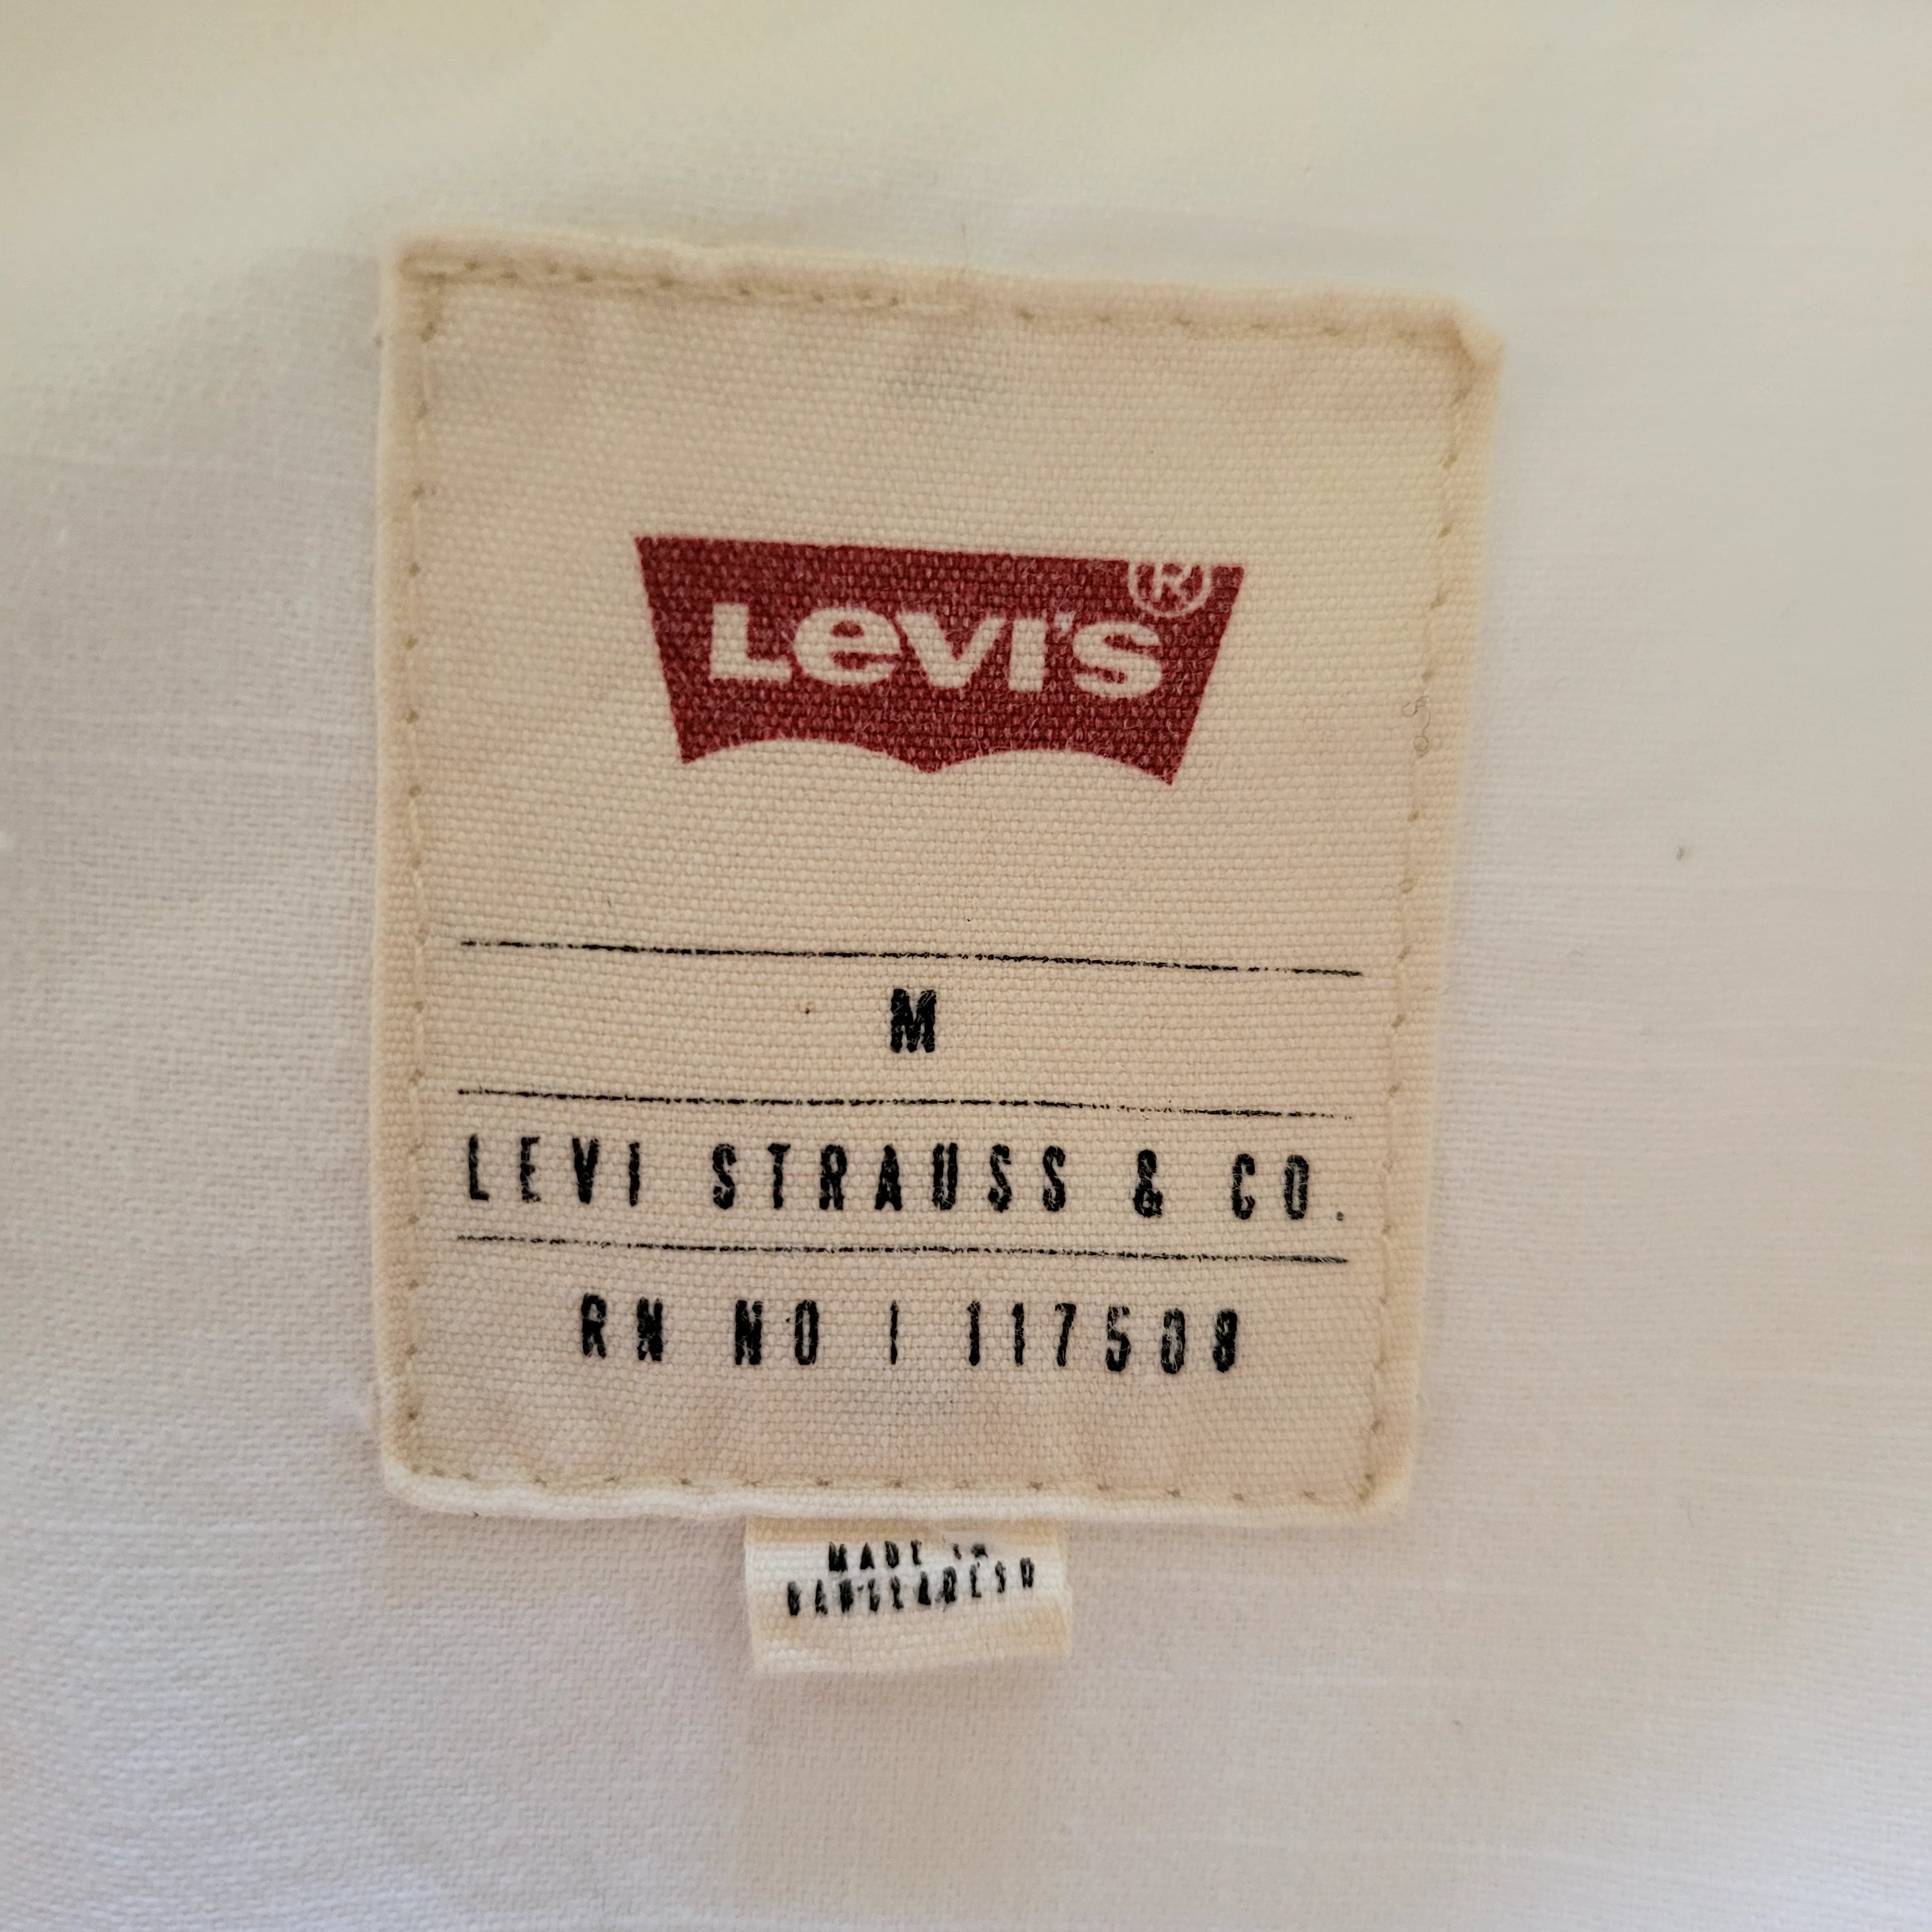 Levi's®
M
LEVI STRAUSS & CO.
RN NO | 117508
MADE IN
BANGLADESH